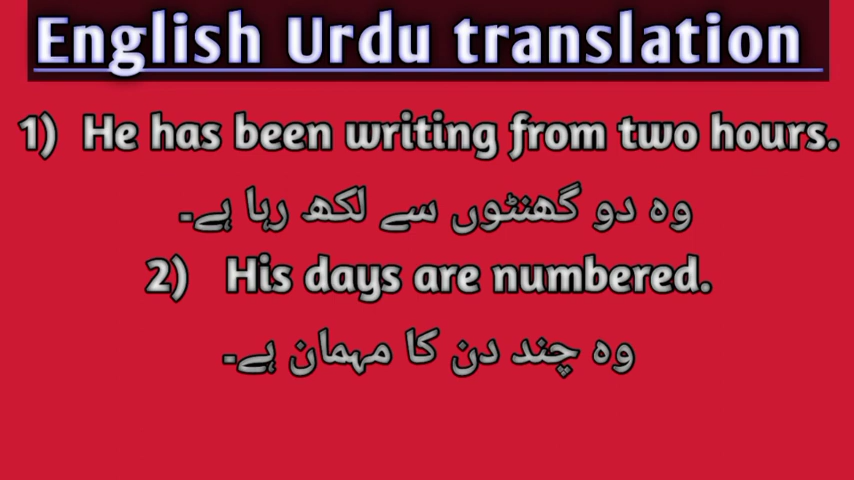 English Urdu translation
1) He has been writing from two hours.
وہ دو گھنٹوں سے لکھ رہا ہے۔
2) His days are numbered.
وہ چند دن کا مہمان ہے۔